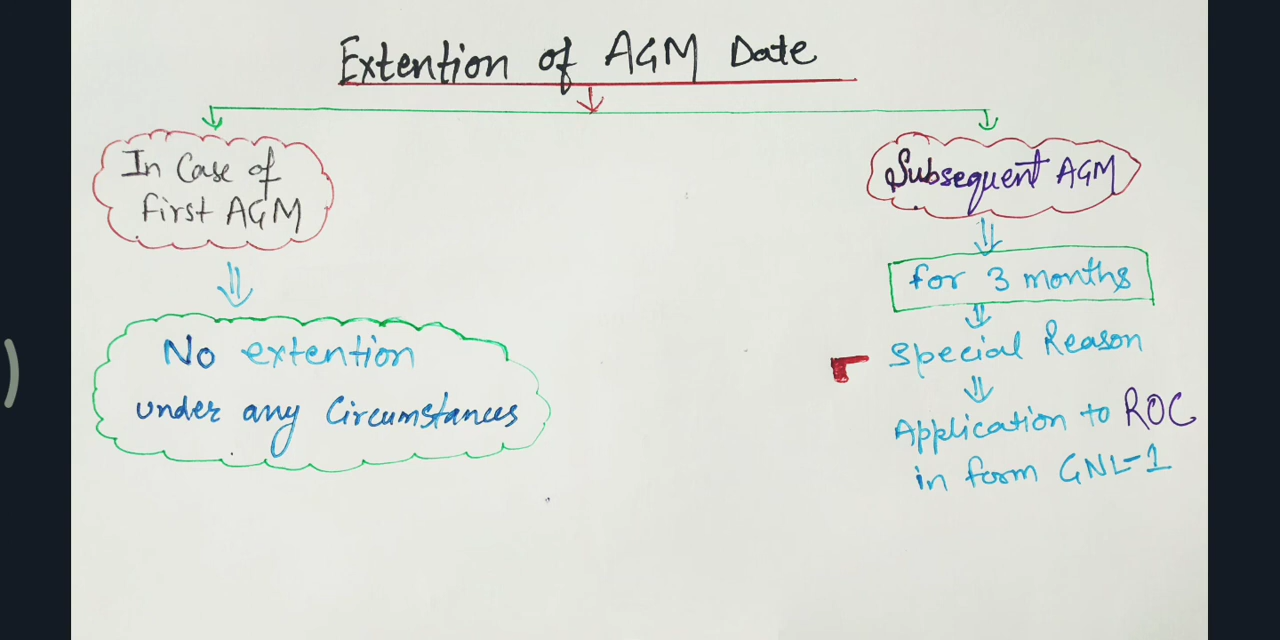 Extention of AGM Date
In Case of
first AGM
No extention
under any Circumstances
Subsequent AGM
for 3 months
Special Reason
Application to ROC
in form GNL-1